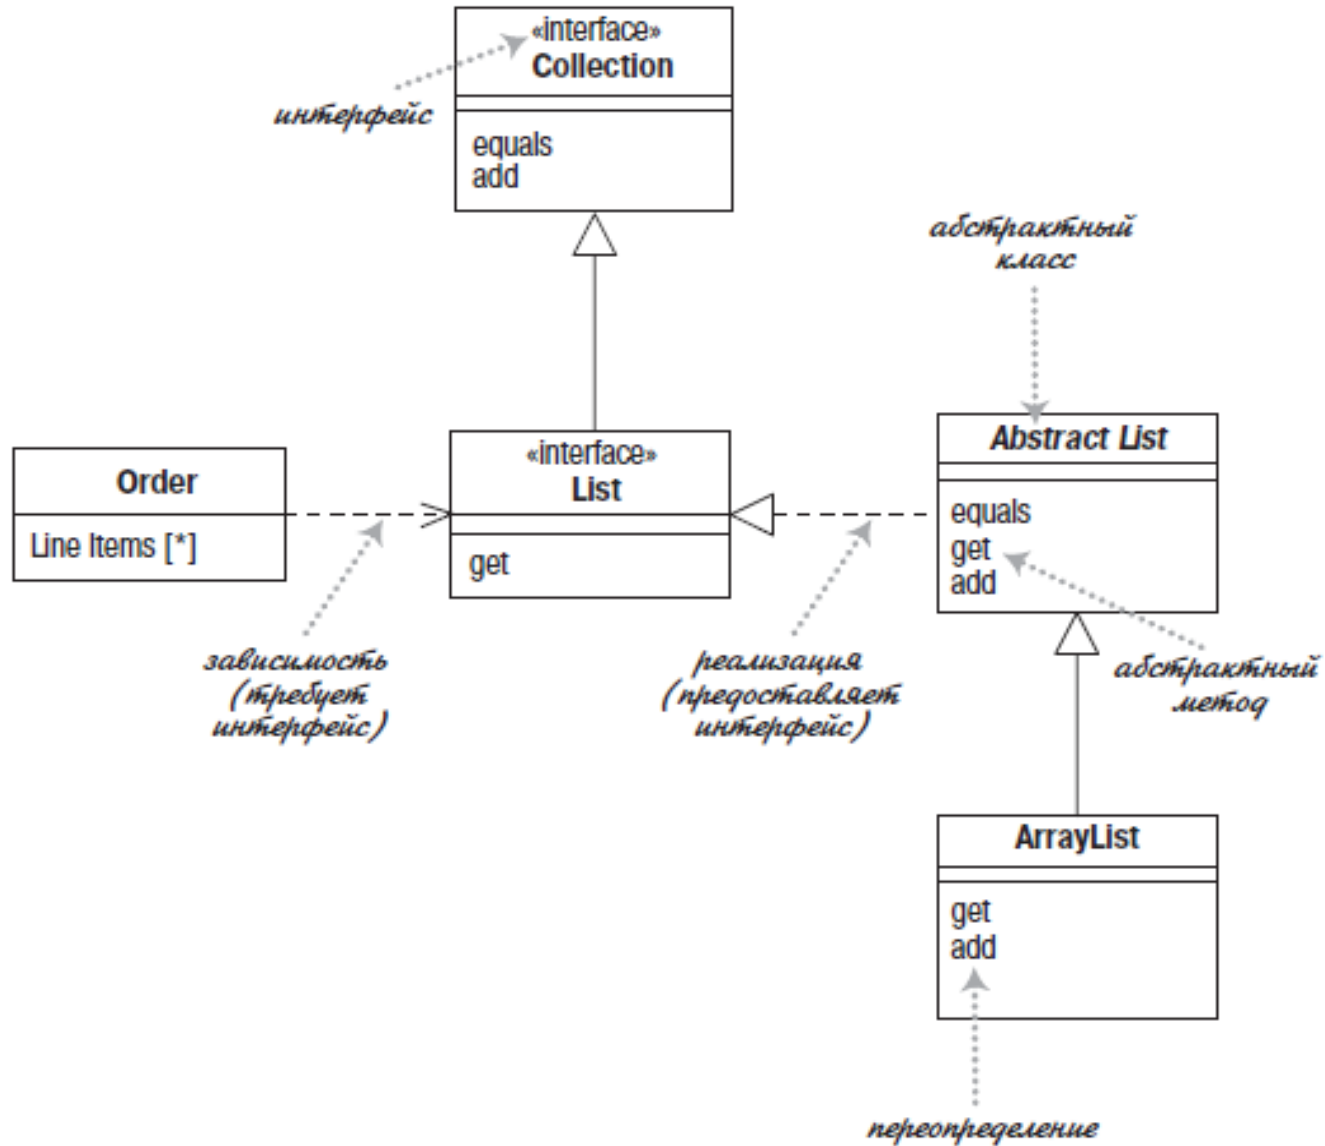 «interface»
Collection
интерфейс
equals
add
абстрактный
класс
Order
Line Items [*]
«interface»
List
get
Abstract List
equals
get
add
зависимость
(требует
интерфейс)
реализация
(предоставляет
интерфейс)
абстрактный
метод
ArrayList
get
add
переопределение